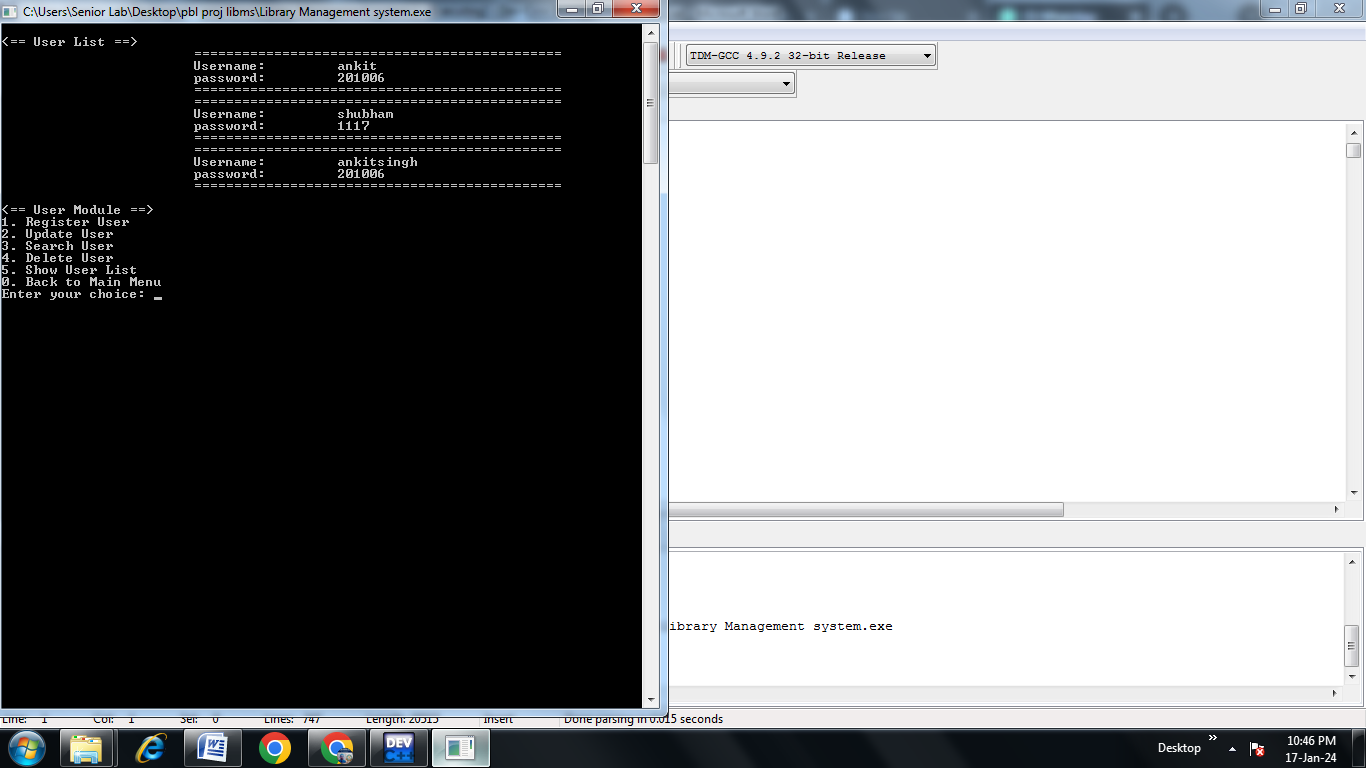 C:\Users\Senior Lab\Desktop\pbl proj libms\Library Management system.exe
<== User List ==>
==============================================
Username: ankit
password: 201006
==============================================
==============================================
Username: shubham
password: 1117
==============================================
==============================================
Username: ankitsingh
password: 201006
==============================================
<== User Module ==>
1. Register User
2. Update User
3. Search User
4. Delete User
5. Show User List
0. Back to Main Menu
Enter your choice: _
TDM-GCC 4.9.2 32-bit Release
ibrary Management system.exe
Line: 1 Col: 1 Sel: 0 Lines: 747 Length: 20515 Insert Done parsing in 0.015 seconds
DEV C++
Desktop
10:46 PM
17-Jan-24